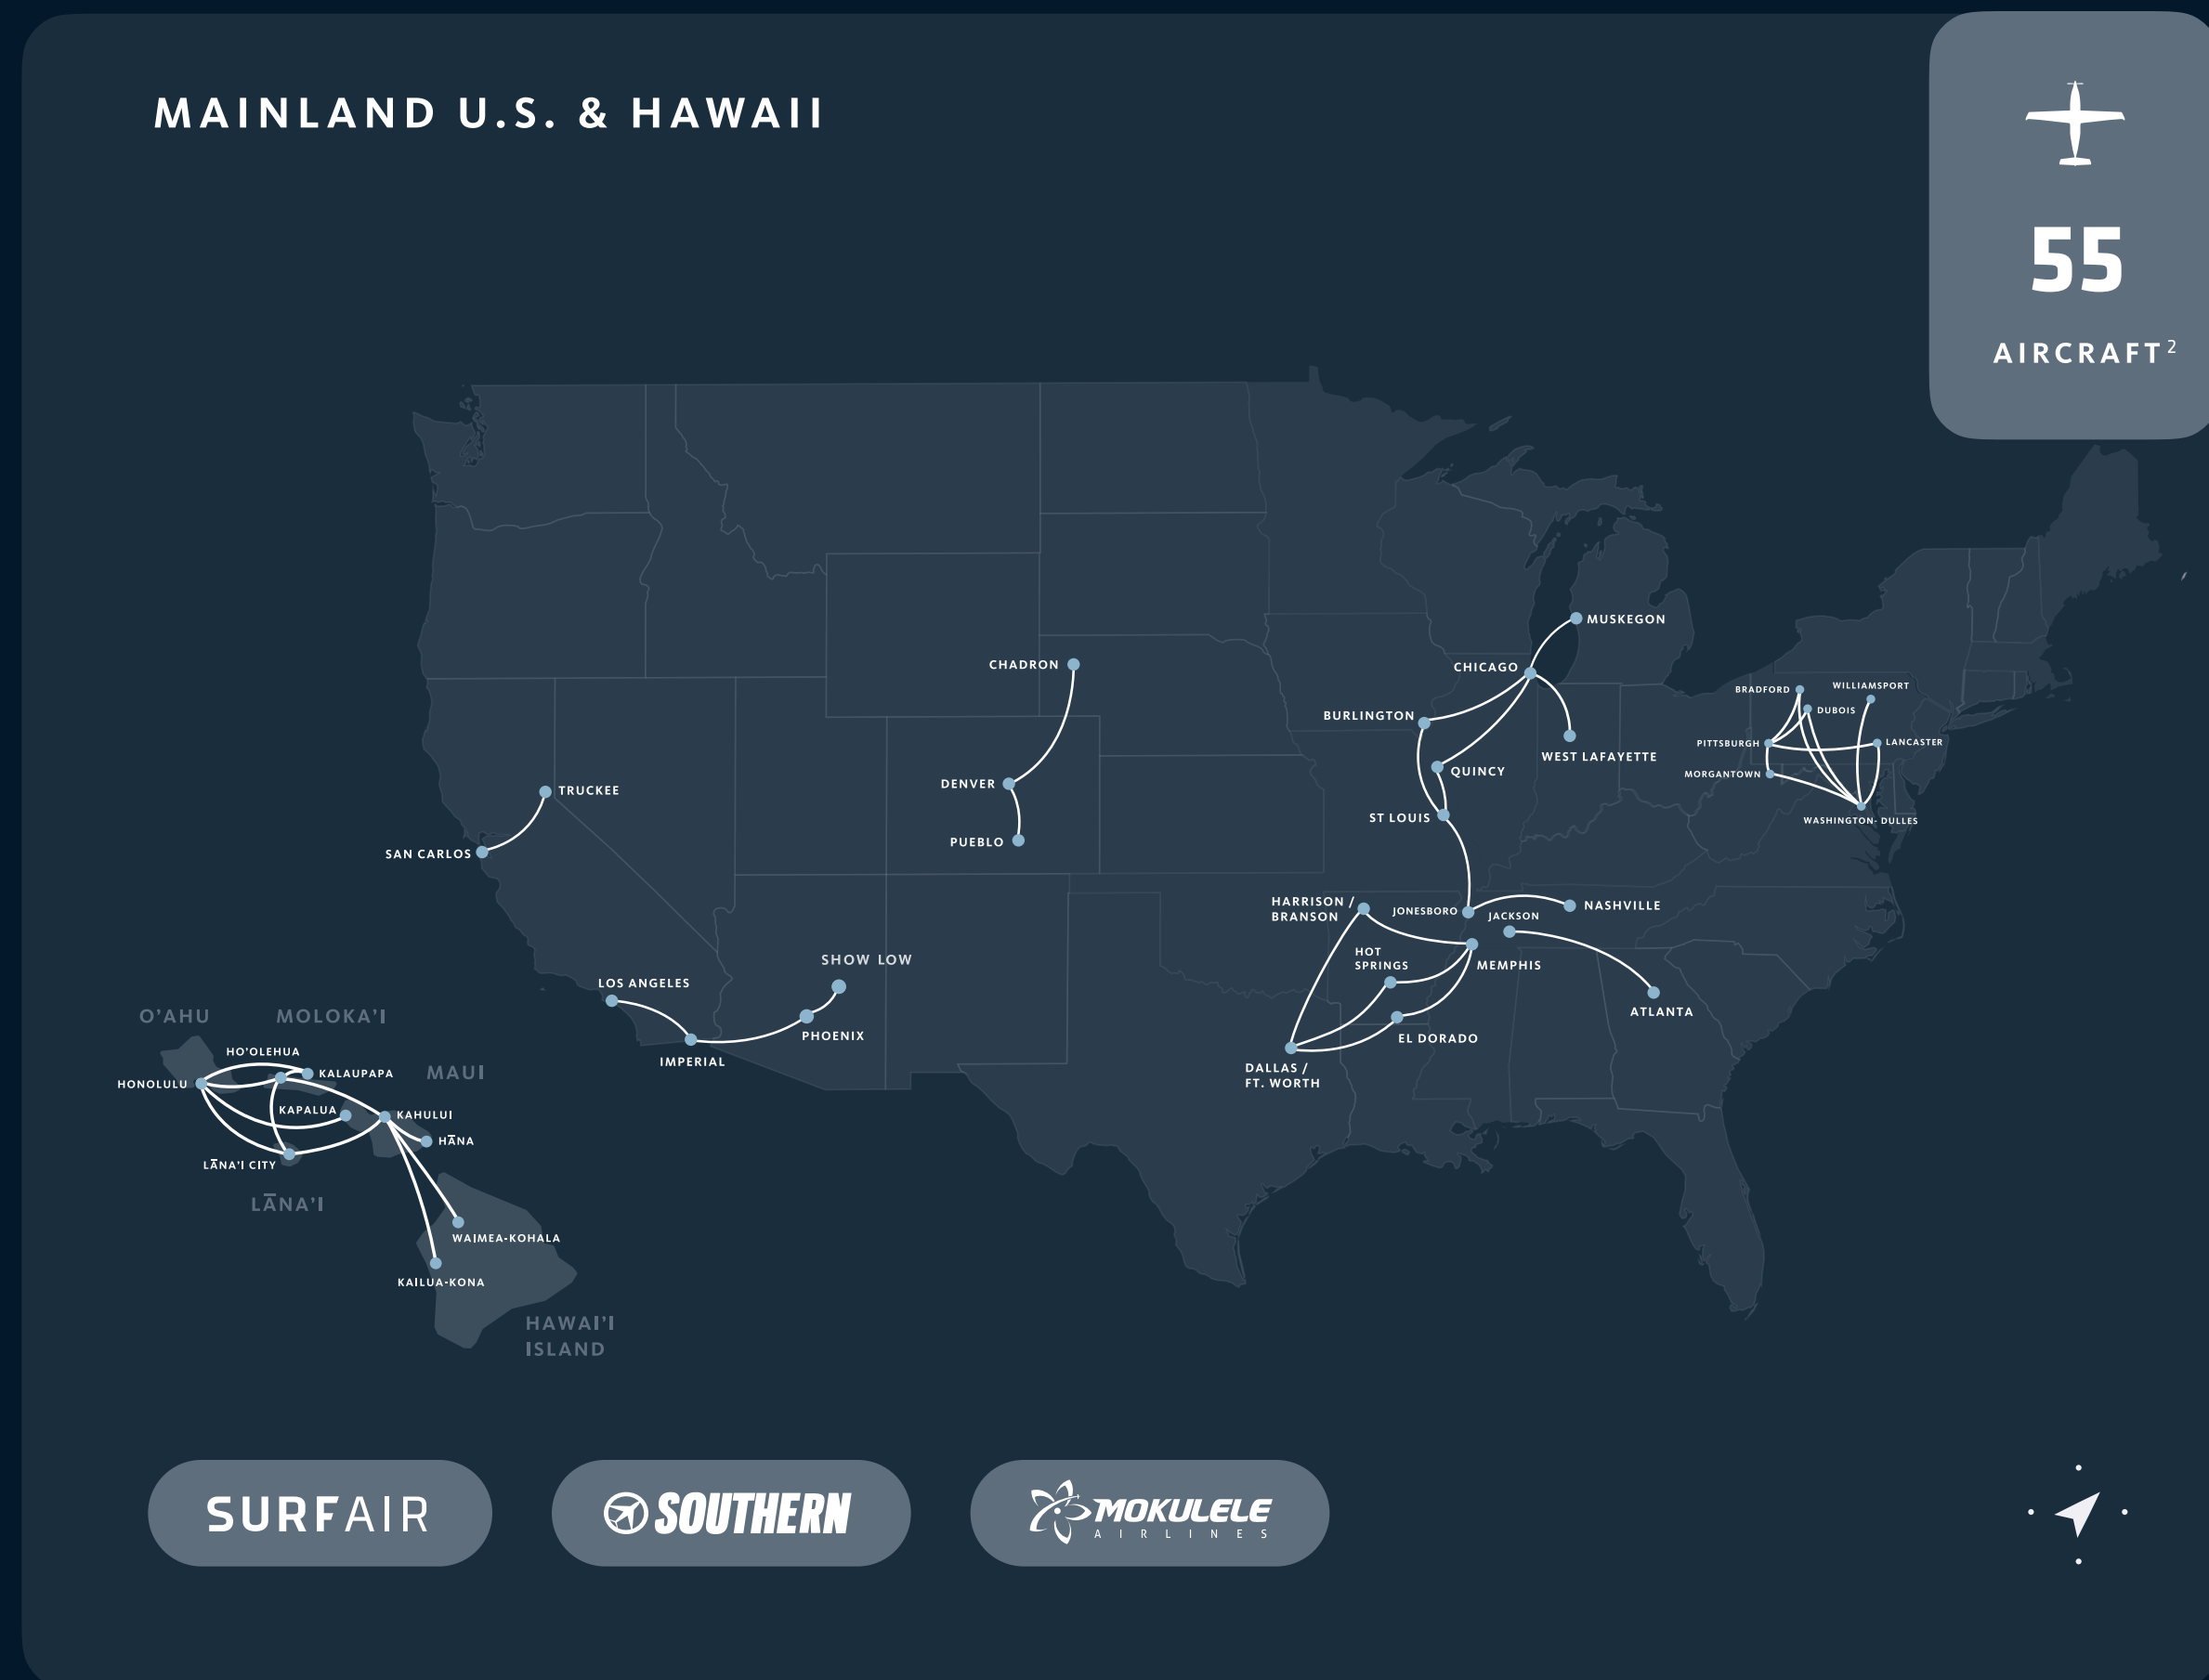 MAINLAND U.S. & HAWAII
55
AIRCRAFT 2
MUSKEGON
CHADRON
CHICAGO
BRADFORD
WILLIAMSPORT
DUBOIS
BURLINGTON
PITTSBURGH
LANCASTER
WEST LAFAYETTE
QUINCY
MORGANTOWN
DENVER
TRUCKEE
ST LOUIS
WASHINGTON- DULLES
PUEBLO
SAN CARLOS
HARRISON /
BRANSON
JONESBORO
JACKSON
NASHVILLE
SHOW LOW
HOT
SPRINGS
MEMPHIS
LOS ANGELES
ATLANTA
O'AHU
MOLOKA'I
PHOENIX
EL DORADO
HO'OLEHUA
IMPERIAL
DALLAS /
FT. WORTH
KALAUPAPA
MAUI
HONOLULU
KAPALUA
KAHULUI
HĀNA
LĀNA'I CITY
LĀNA'I
WAIMEA-KOHALA
KAILUA-KONA
HAWAI'I
ISLAND
SURFAIR
SOUTHERN
MOKULELE
AIRLINES